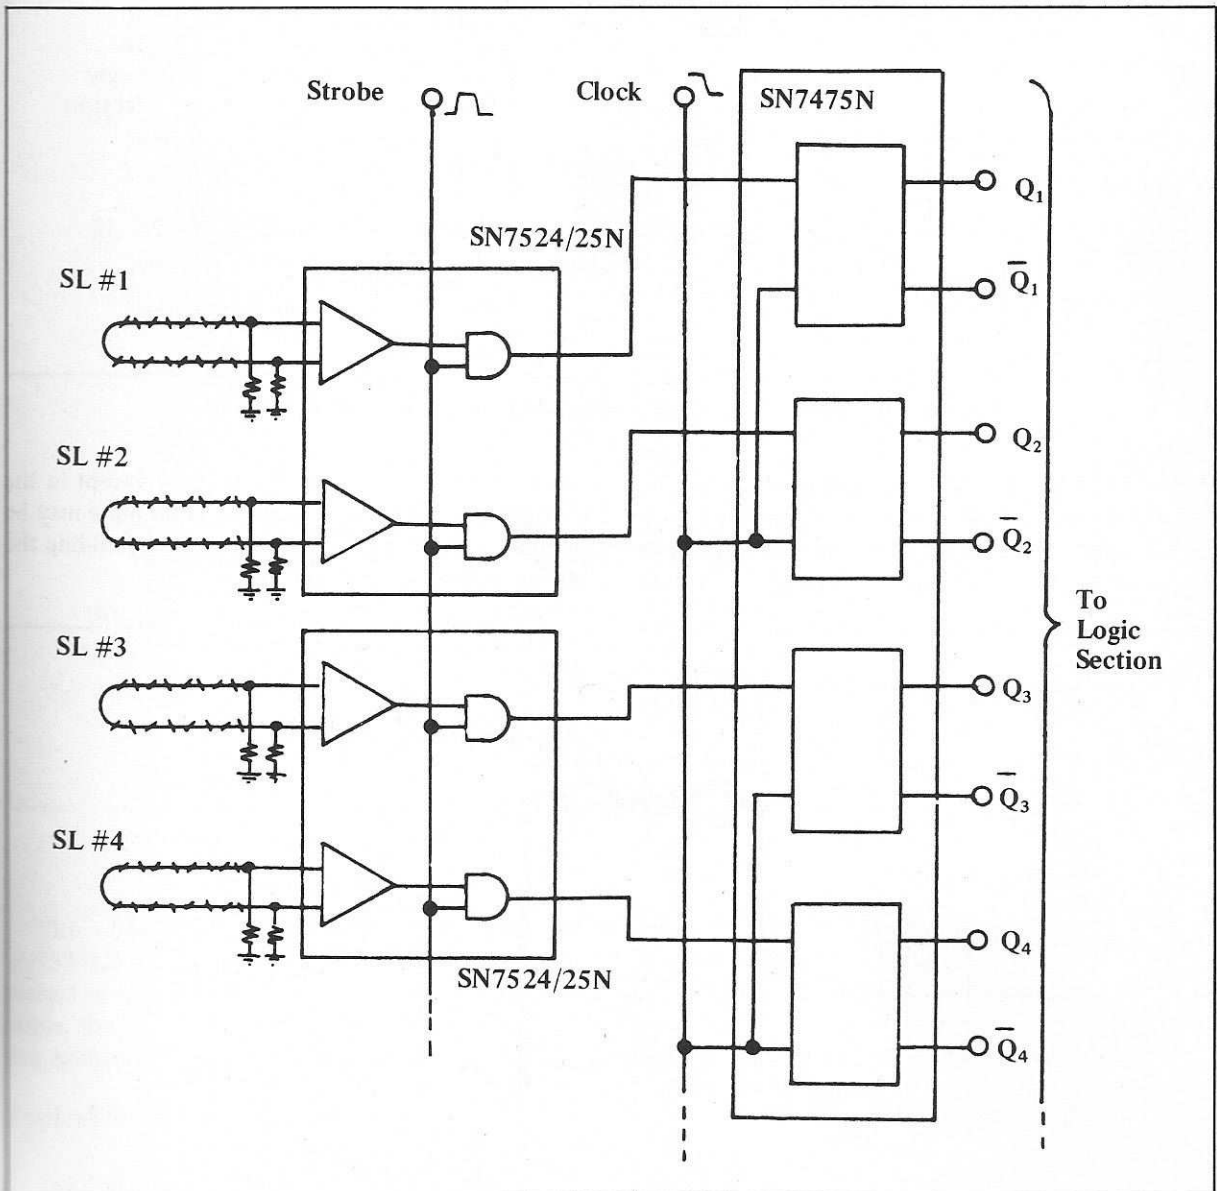 Strobe
Clock
SN7475N
Q1
SN7524/25N
Q̅1
SL #1
Q2
SL #2
Q̅2
To
Logic
Section
SL #3
Q3
Q̅3
SL #4
Q4
SN7524/25N
Q̅4